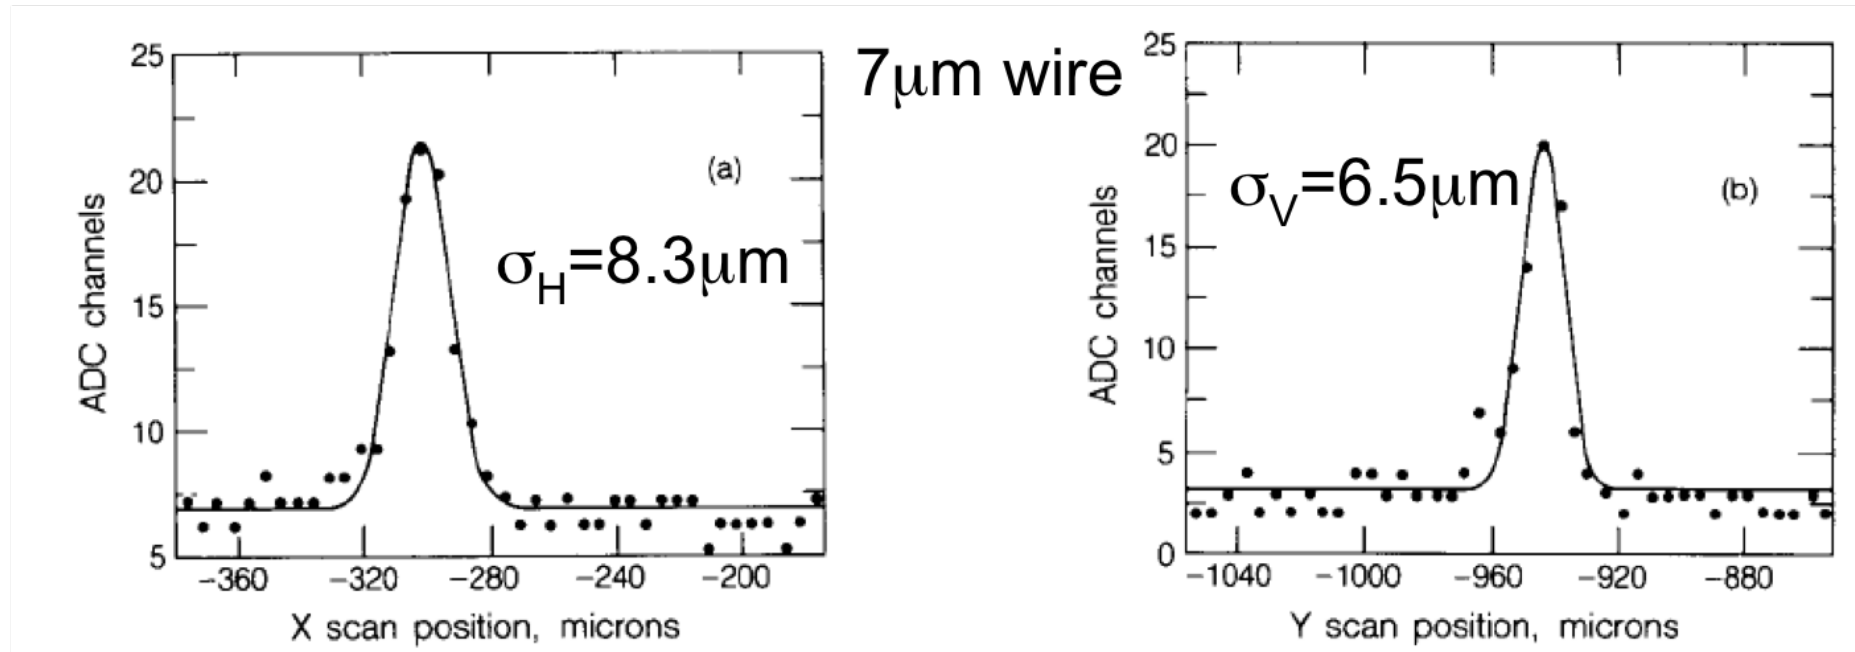 25
20
15
10
5
ADC channels
−360 −320 −280 −240 −200
X scan position, microns
(a)
σH=8.3μm
7μm wire
25
20
15
10
5
0
ADC channels
−1040 −1000 −960 −920 −880
Y scan position, microns
(b)
σV=6.5μm